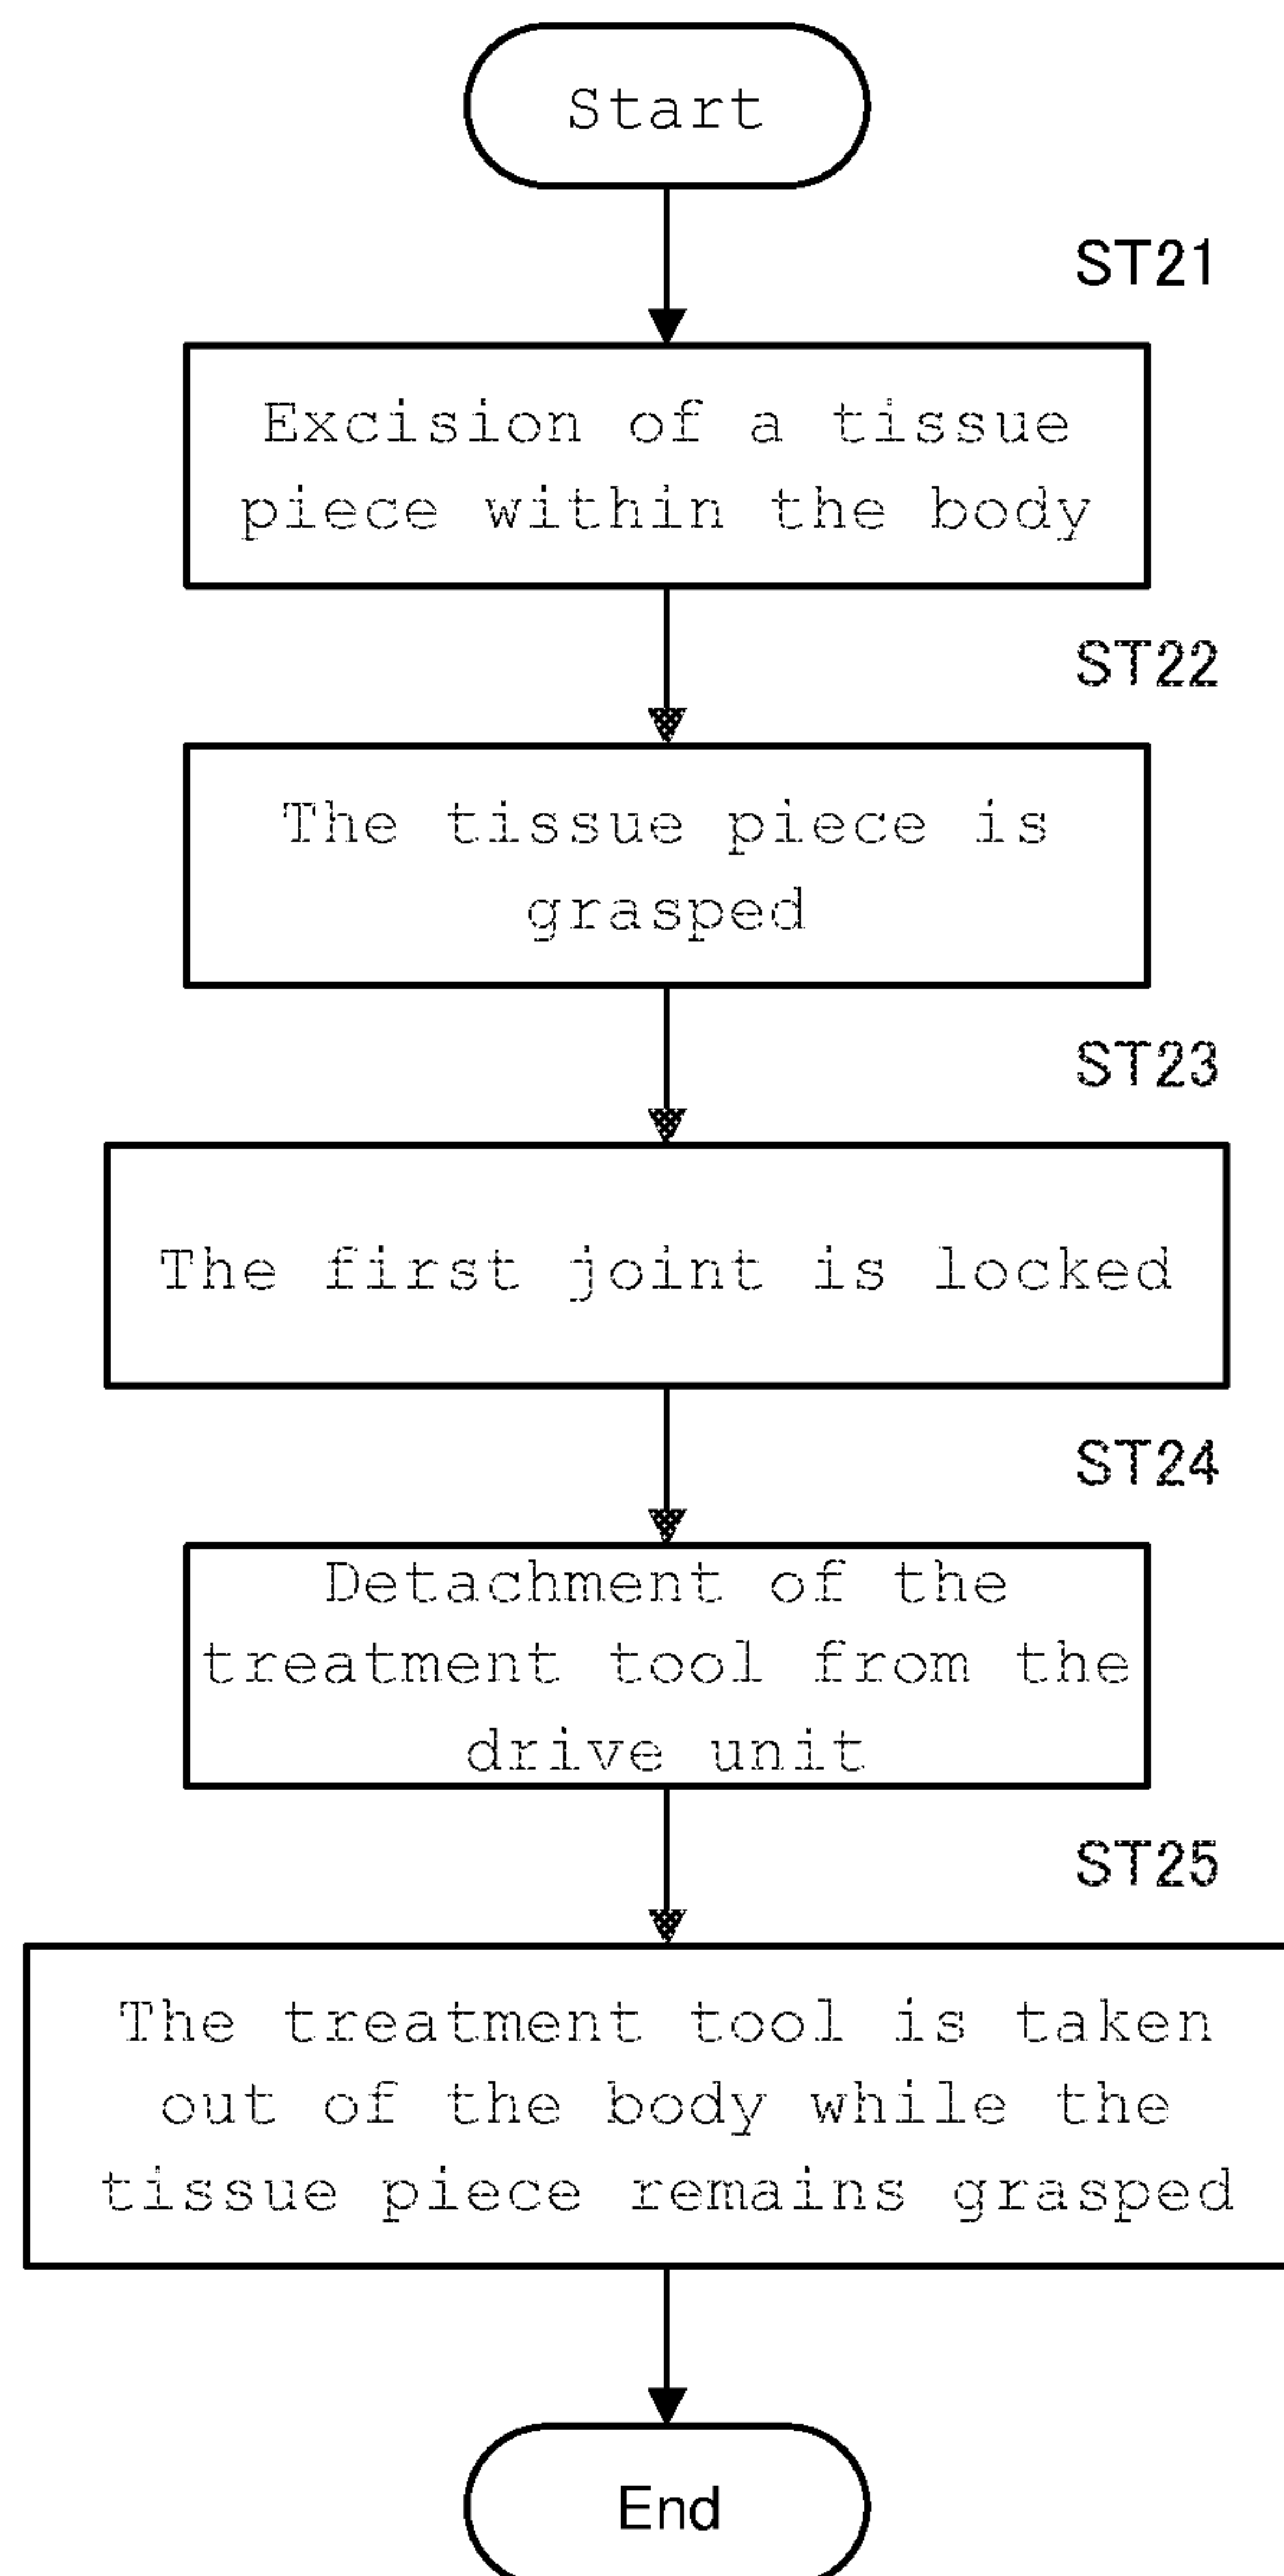 Start
ST21
Excision of a tissue
piece within the body
ST22
The tissue piece is
grasped
ST23
The first joint is locked
ST24
Detachment of the
treatment tool from the
drive unit
ST25
The treatment tool is taken
out of the body while the
tissue piece remains grasped
End